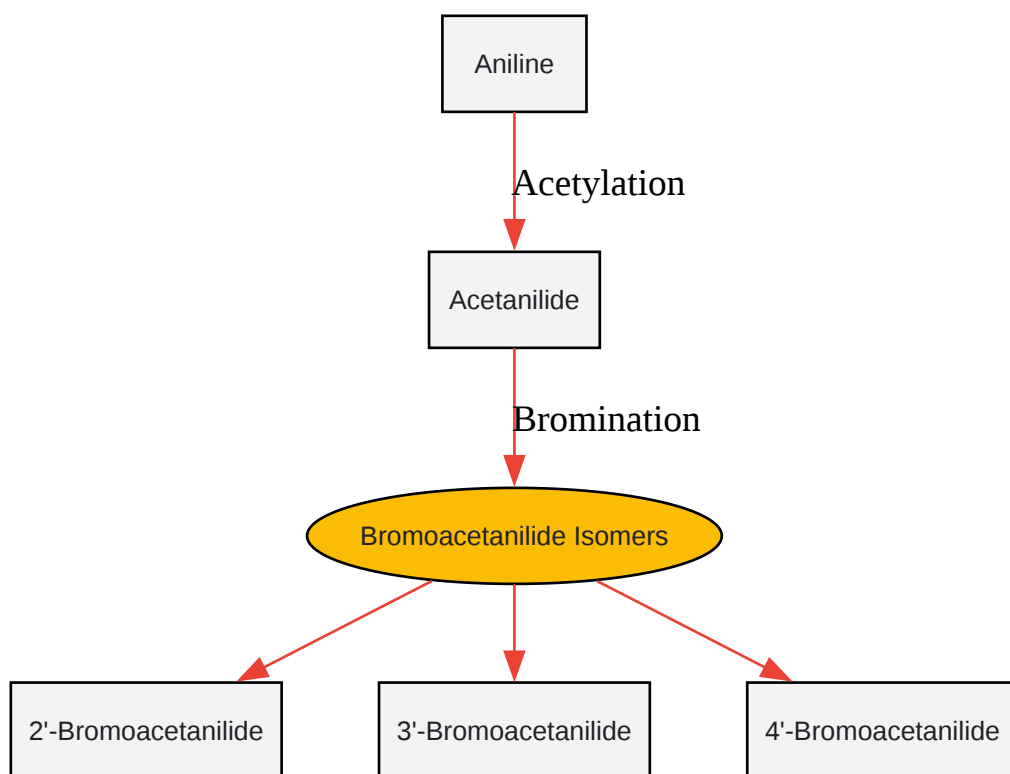 Aniline
Acetylation
Acetanilide
Bromination
Bromoacetanilide Isomers
2'-Bromoacetanilide
3'-Bromoacetanilide
4'-Bromoacetanilide